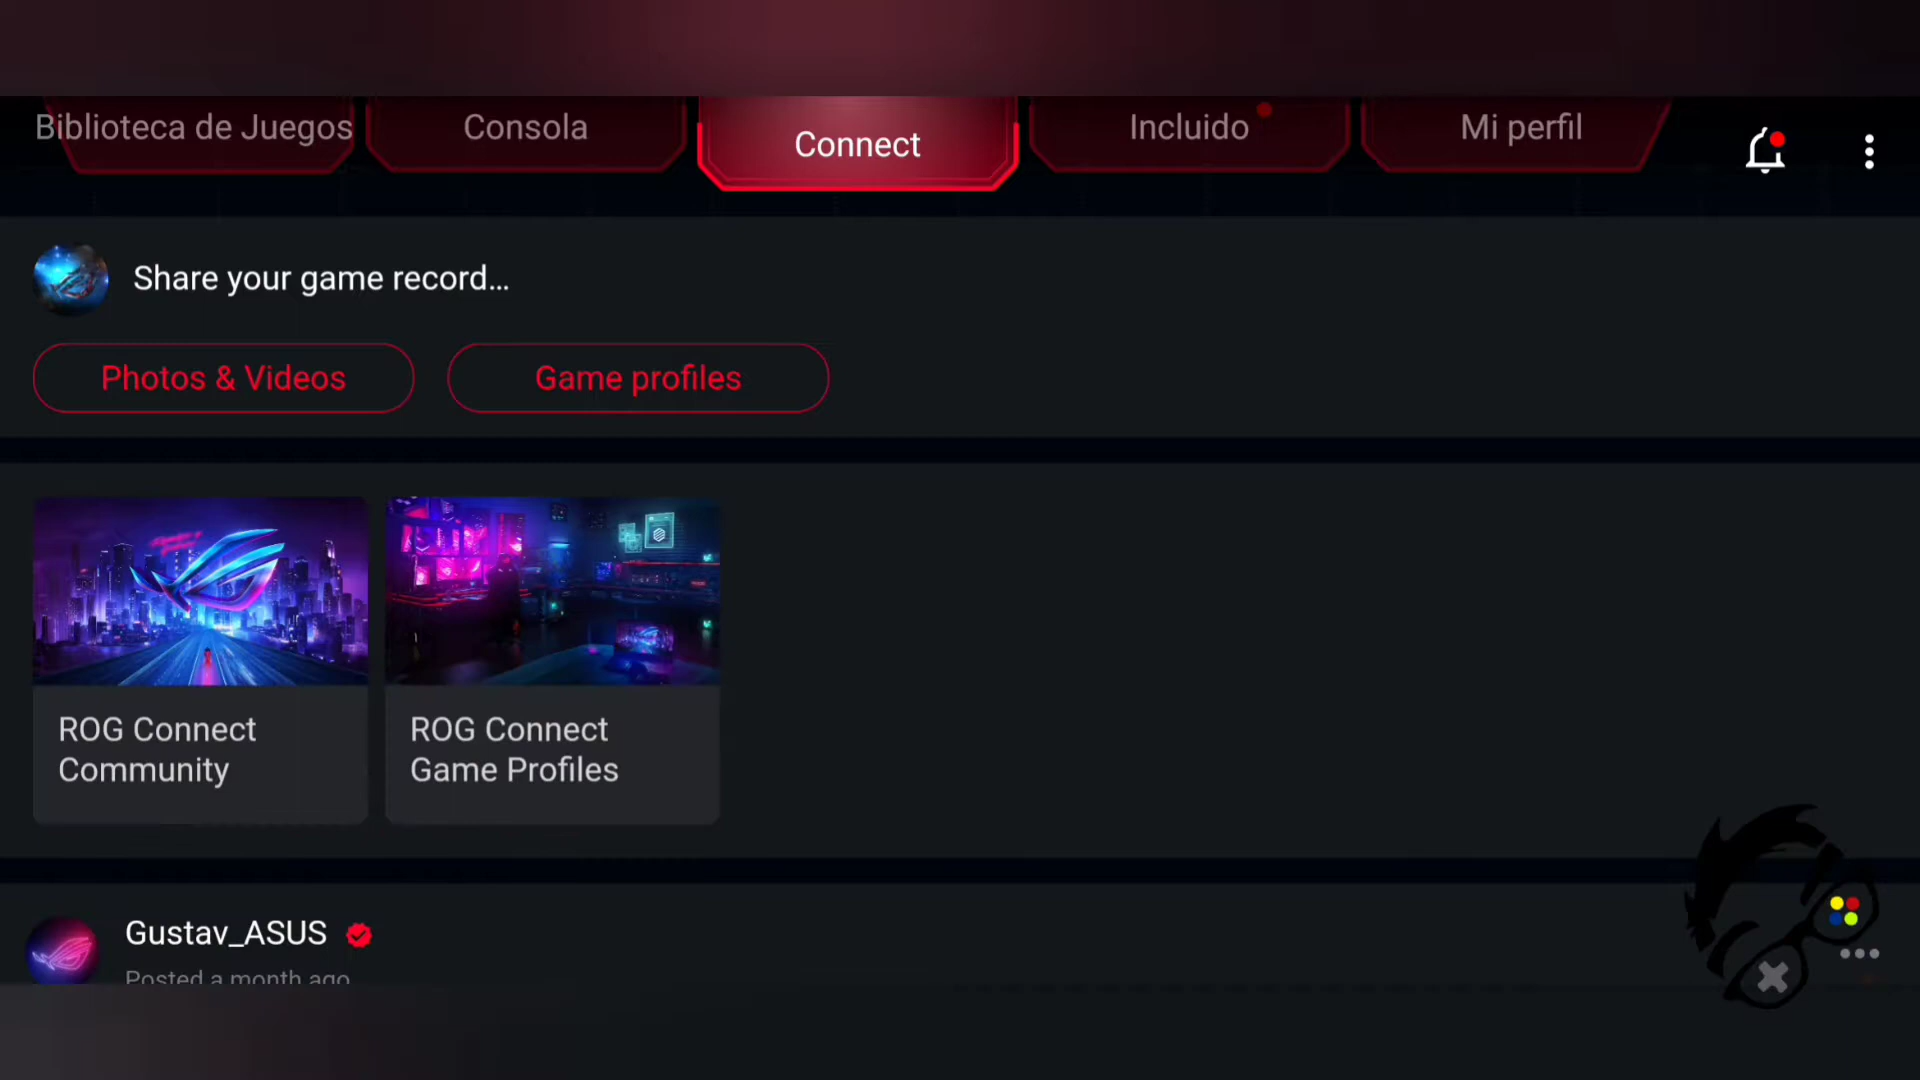 Biblioteca de Juegos
Consola
Connect
Incluido
Mi perfil
Share your game record...
Photos & Videos
Game profiles
ROG Connect
Community
ROG Connect
Game Profiles
Gustav_ASUS
Posted a month ago